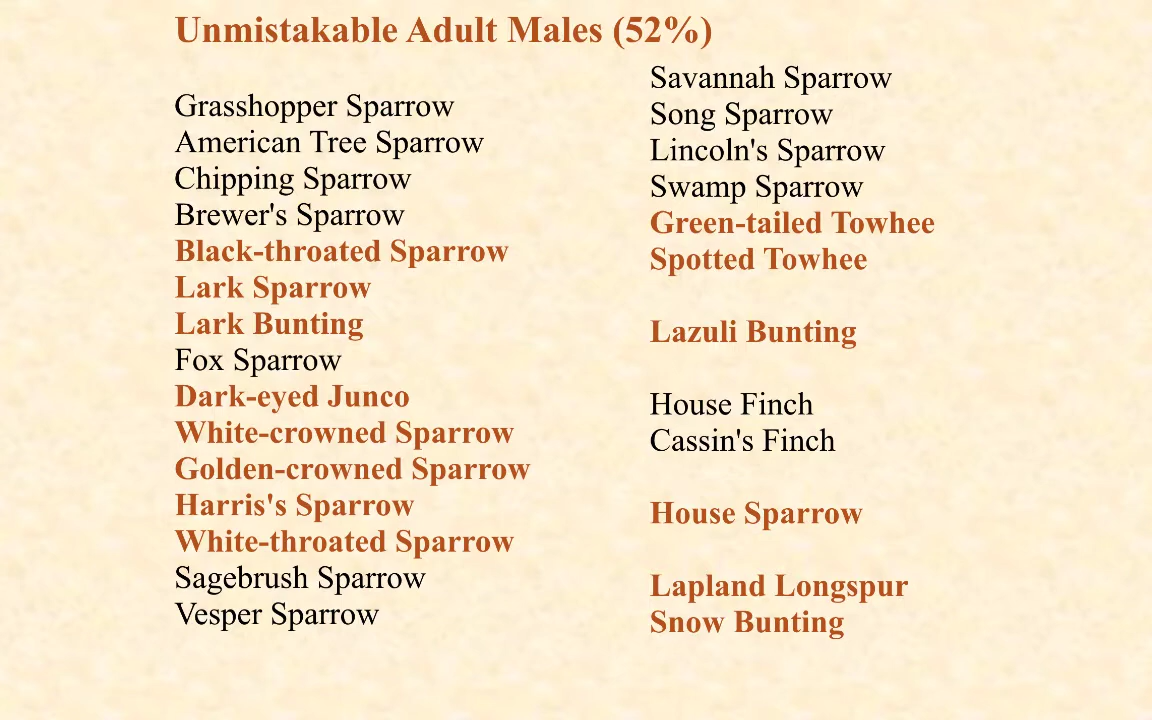 Unmistakable Adult Males (52%)
Grasshopper Sparrow
American Tree Sparrow
Chipping Sparrow
Brewer's Sparrow
Black-throated Sparrow
Lark Sparrow
Lark Bunting
Fox Sparrow
Dark-eyed Junco
White-crowned Sparrow
Golden-crowned Sparrow
Harris's Sparrow
White-throated Sparrow
Sagebrush Sparrow
Vesper Sparrow
Savannah Sparrow
Song Sparrow
Lincoln's Sparrow
Swamp Sparrow
Green-tailed Towhee
Spotted Towhee
Lazuli Bunting
House Finch
Cassin's Finch
House Sparrow
Lapland Longspur
Snow Bunting